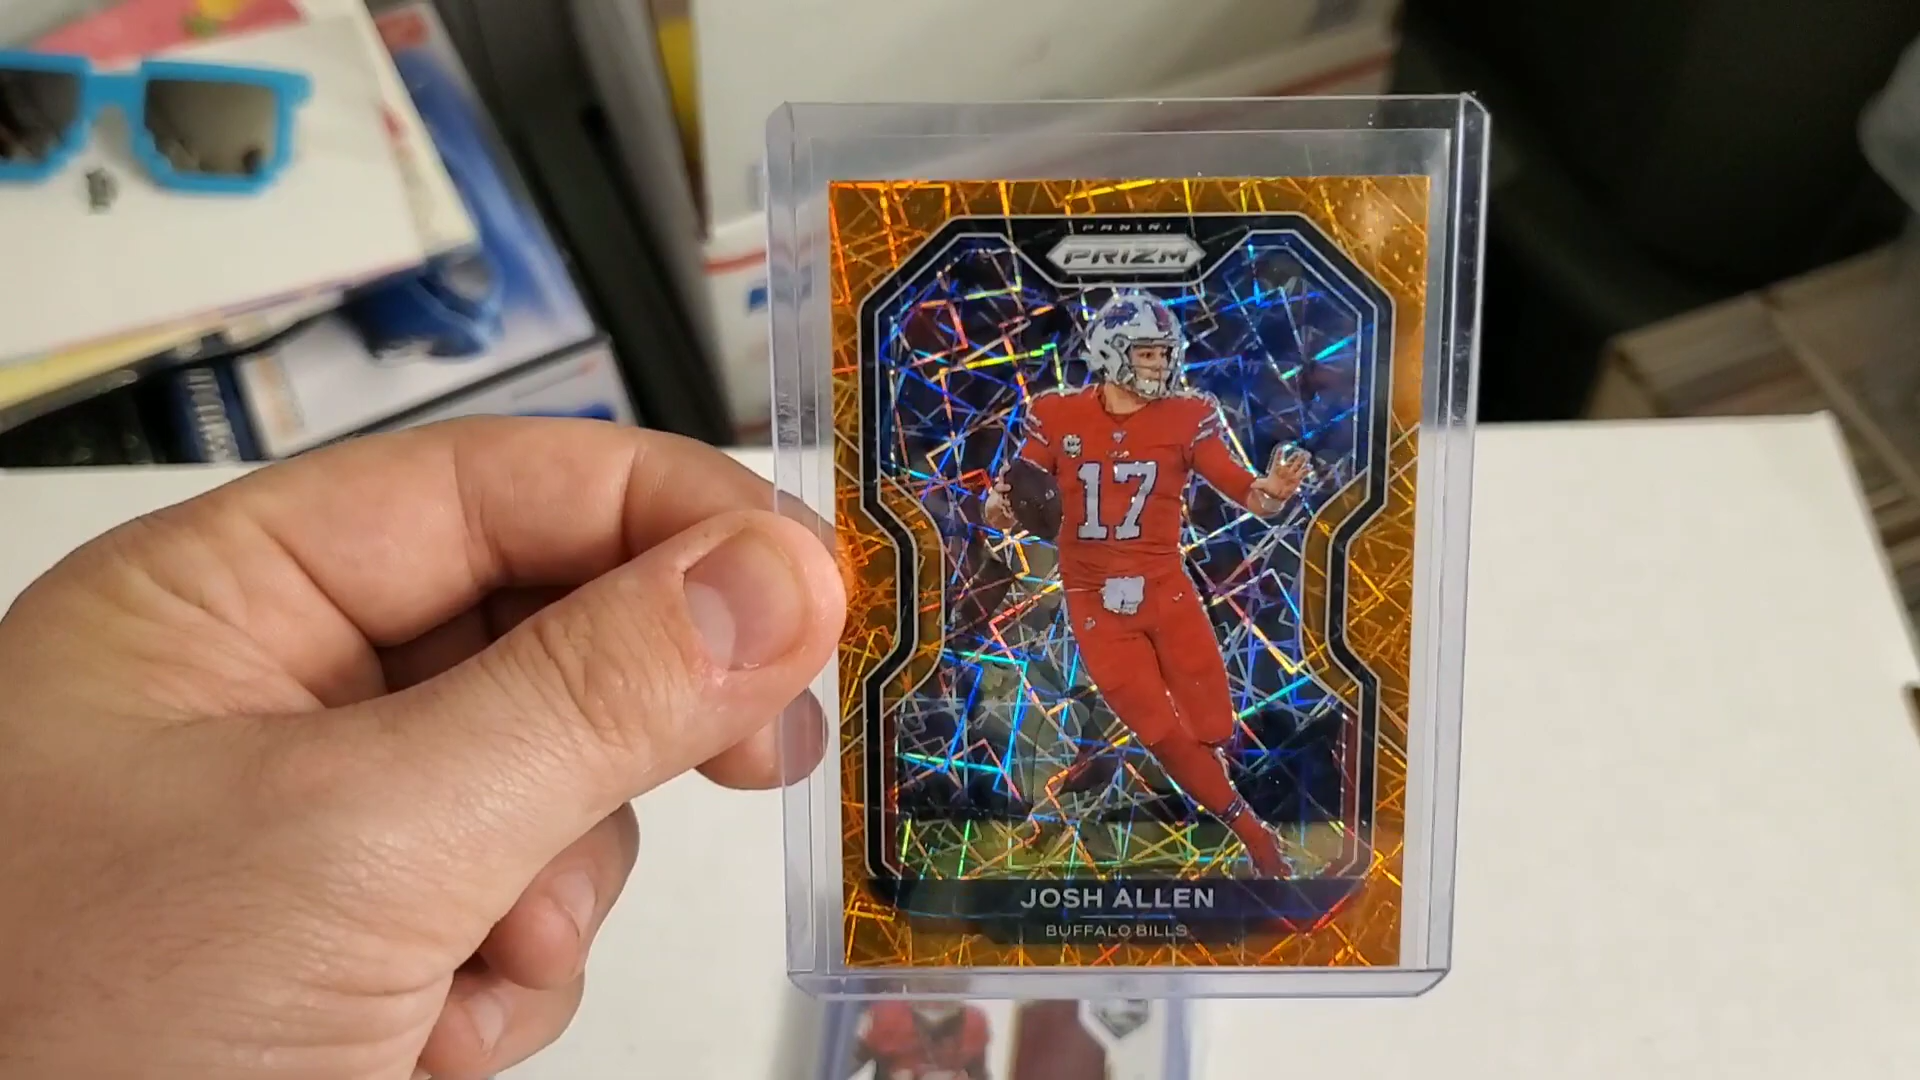 PANINI
PRIZM
17
JOSH ALLEN
BUFFALO BILLS